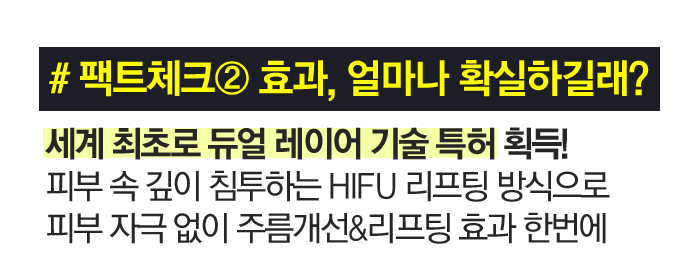 # 팩트체크② 효과, 얼마나 확실하길래?
세계 최초로 듀얼 레이어 기술 특허 획득!
피부 속 깊이 침투하는 HIFU 리프팅 방식으로
피부 자극 없이 주름개선&리프팅 효과 한번에